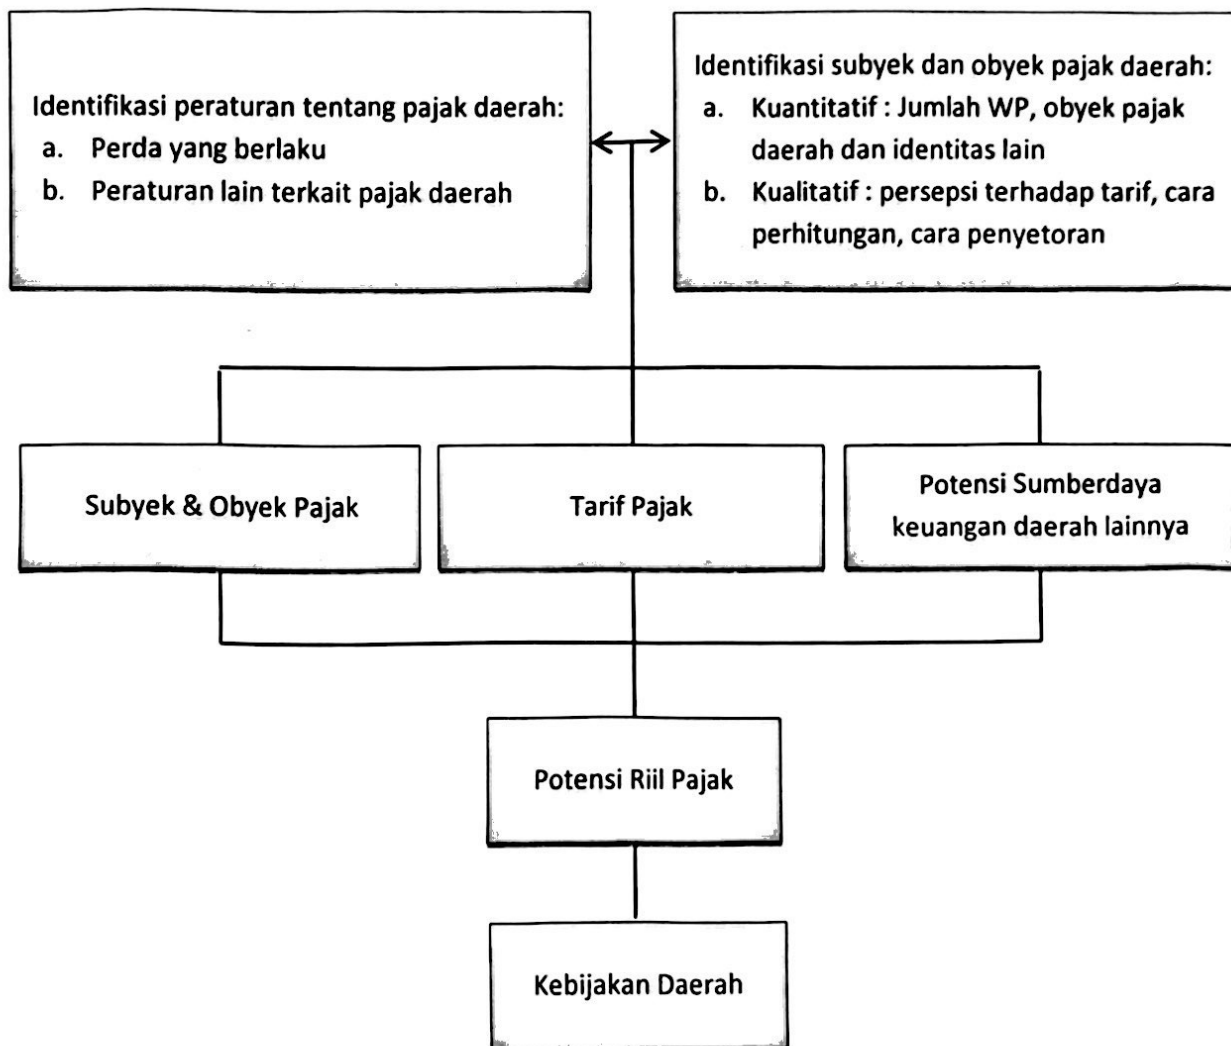 Identifikasi peraturan tentang pajak daerah:
a. Perda yang berlaku
b. Peraturan lain terkait pajak daerah
Identifikasi subyek dan obyek pajak daerah:
a. Kuantitatif : Jumlah WP, obyek pajak
daerah dan identitas lain
b. Kualitatif : persepsi terhadap tarif, cara
perhitungan, cara penyetoran
Subyek & Obyek Pajak
Tarif Pajak
Potensi Sumberdaya
keuangan daerah lainnya
Potensi Riil Pajak
Kebijakan Daerah